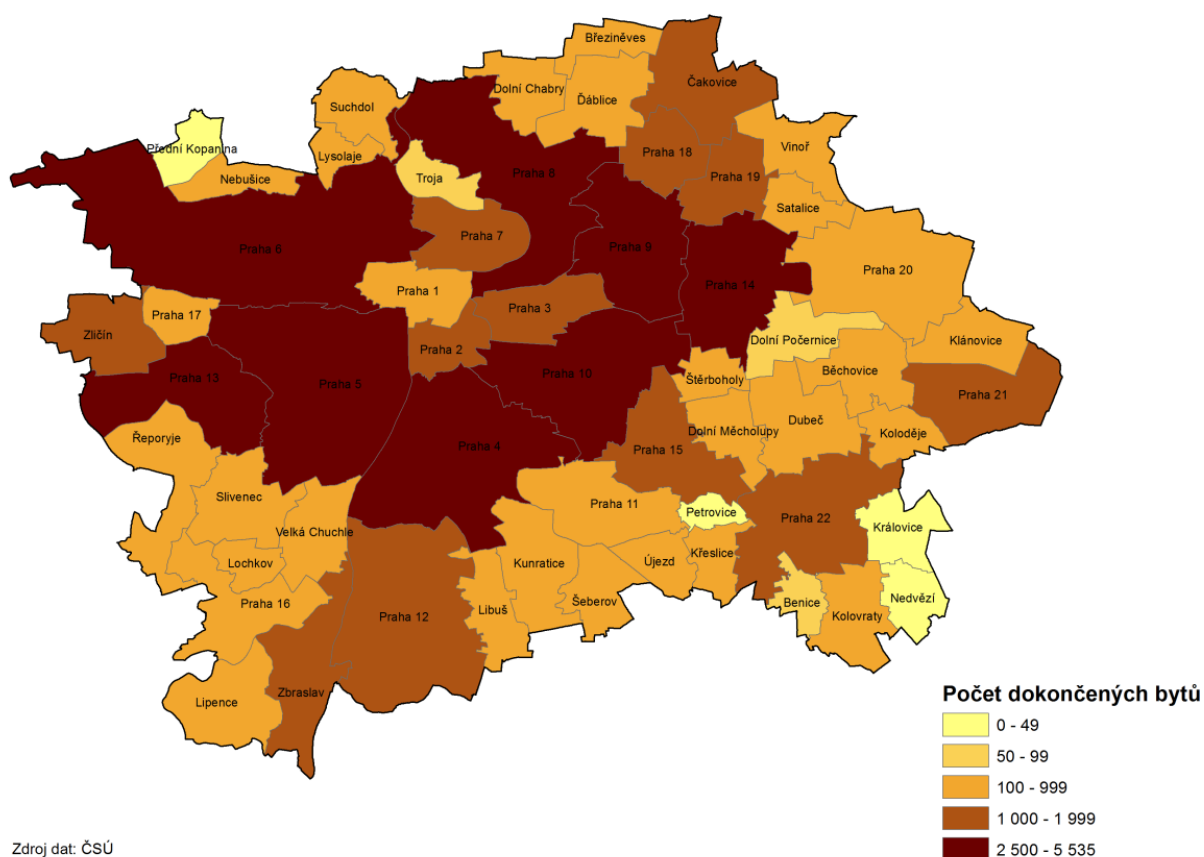 Březiněves
Čakovice
Dolní Chabry
Ďáblice
Suchdol
Přední Kopanina
Lysolaje
Praha 18
Vinoř
Nebušice
Troja
Praha 8
Praha 19
Satalice
Praha 7
Praha 6
Praha 9
Praha 20
Praha 1
Praha 14
Praha 3
Praha 17
Zličín
Praha 2
Dolní Počernice
Klánovice
Praha 13
Praha 5
Praha 10
Štěrboholy
Běchovice
Praha 21
Řeporyje
Praha 4
Dolní Měcholupy
Dubeč
Koloděje
Praha 15
Slivenec
Praha 11
Petrovice
Praha 22
Královice
Velká Chuchle
Lochkov
Kunratice
Újezd
Křeslice
Praha 16
Praha 12
Libuš
Šeberov
Benice
Kolovraty
Nedvězí
Lipence
Zbraslav
Počet dokončených bytů
0 - 49
50 - 99
100 - 999
1 000 - 1 999
2 500 - 5 535
Zdroj dat: ČSÚ